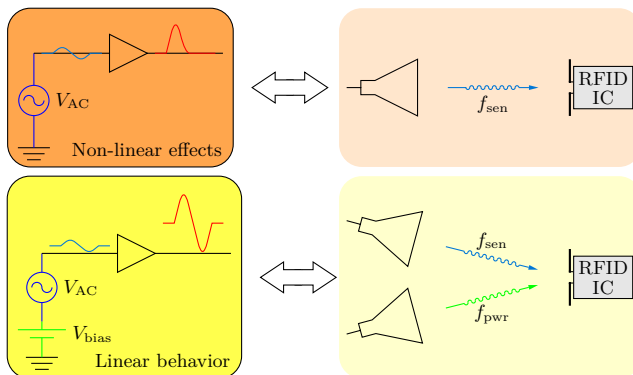 V_AC
Non-linear effects
f_sen
RFID
IC
V_AC
V_bias
Linear behavior
f_sen
f_pwr
RFID
IC